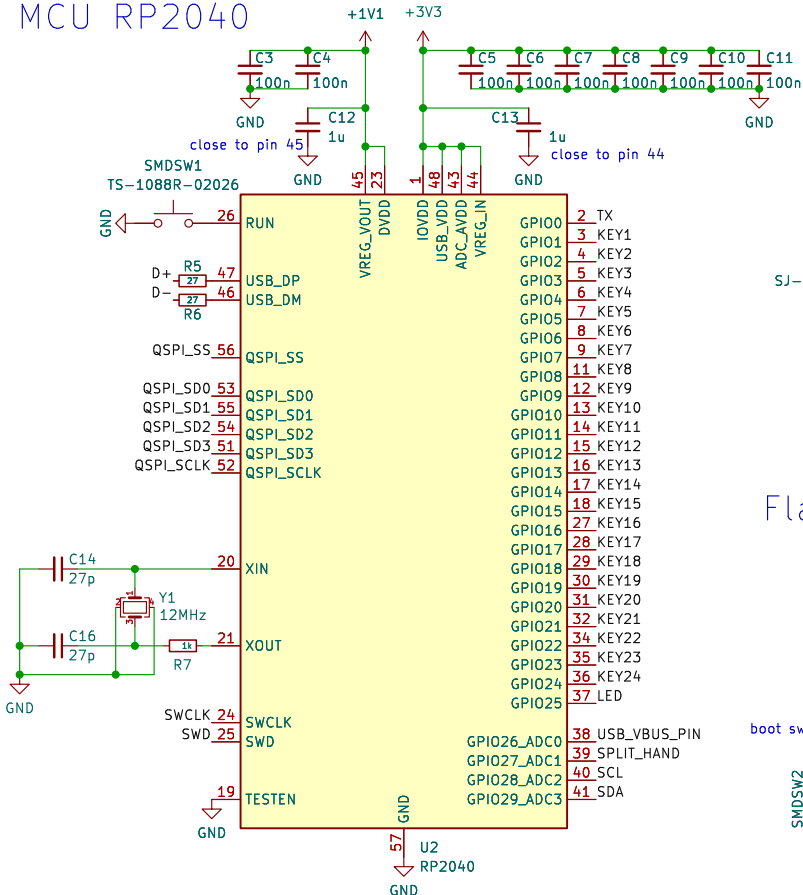 MCU RP2040
+1V1
+3V3
C3
100n
C4
100n
C5
100n
C6
100n
C7
100n
C8
100n
C9
100n
C10
100n
C11
100n
GND
GND
C12
1u
C13
1u
close to pin 45
close to pin 44
GND
GND
SMDSW1
TS-1088R-02026
GND
45
23
1
48
43
44
VREG_VOUT
DVDD
IOVDD
USB_VDD
ADC_AVDD
VREG_IN
26 RUN
D+ R5 27 47 USB_DP
D- 27 R6 46 USB_DM
QSPI_SS 56 QSPI_SS
QSPI_SD0 53 QSPI_SD0
QSPI_SD1 55 QSPI_SD1
QSPI_SD2 54 QSPI_SD2
QSPI_SD3 51 QSPI_SD3
QSPI_SCLK 52 QSPI_SCLK
C14
27p
20 XIN
Y1
12MHz
1
2
3
4
C16
27p
1k
R7
21 XOUT
GND
SWCLK 24 SWCLK
SWD 25 SWD
19 TESTEN
GND
GPIO0 2 TX
GPIO1 3 KEY1
GPIO2 4 KEY2
GPIO3 5 KEY3
GPIO4 6 KEY4
GPIO5 7 KEY5
GPIO6 8 KEY6
GPIO7 9 KEY7
GPIO8 11 KEY8
GPIO9 12 KEY9
GPIO10 13 KEY10
GPIO11 14 KEY11
GPIO12 15 KEY12
GPIO13 16 KEY13
GPIO14 17 KEY14
GPIO15 18 KEY15
GPIO16 27 KEY16
GPIO17 28 KEY17
GPIO18 29 KEY18
GPIO19 30 KEY19
GPIO20 31 KEY20
GPIO21 32 KEY21
GPIO22 34 KEY22
GPIO23 35 KEY23
GPIO24 36 KEY24
GPIO25 37 LED
GPIO26_ADC0 38 USB_VBUS_PIN
GPIO27_ADC1 39 SPLIT_HAND
GPIO28_ADC2 40 SCL
GPIO29_ADC3 41 SDA
GND
57
U2
RP2040
GND
SJ-
Fla
boot sw
SMDSW2